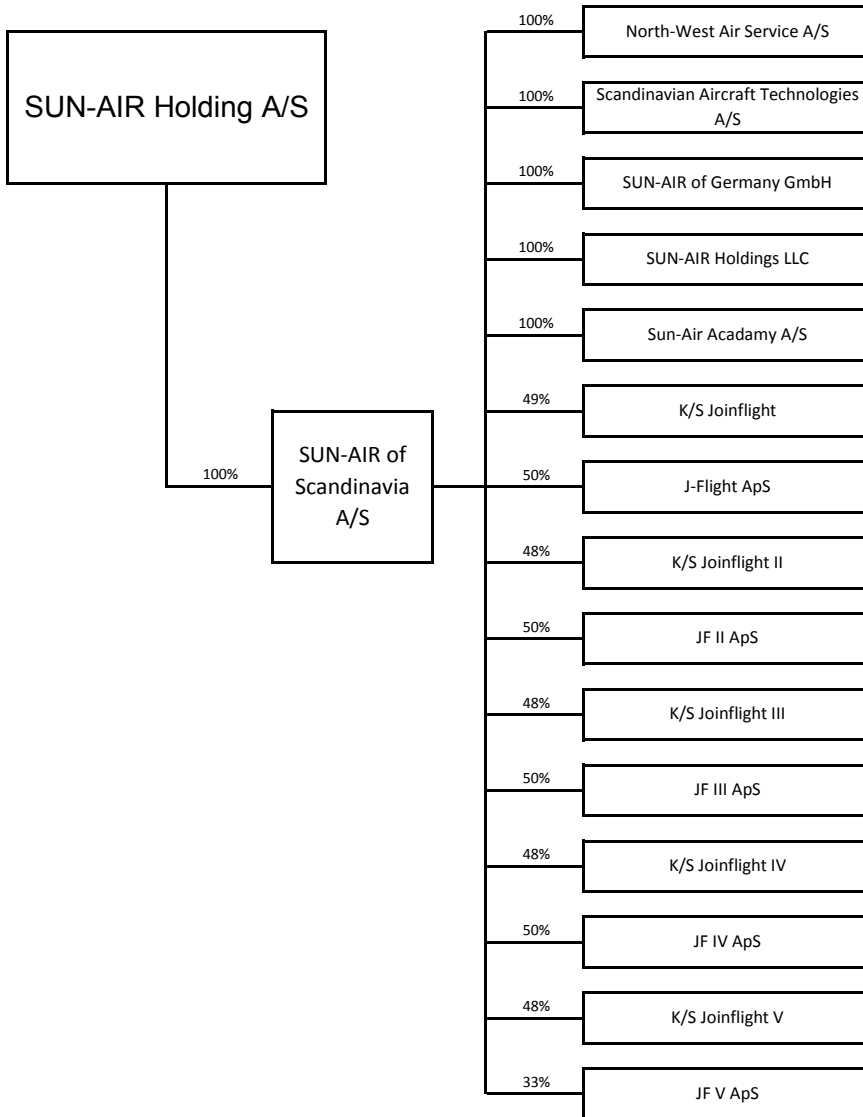 SUN-AIR Holding A/S
100%
SUN-AIR of
Scandinavia
A/S
100%
North-West Air Service A/S
100%
Scandinavian Aircraft Technologies
A/S
100%
SUN-AIR of Germany GmbH
100%
SUN-AIR Holdings LLC
100%
Sun-Air Acadamy A/S
49%
K/S Joinflight
50%
J-Flight ApS
48%
K/S Joinflight II
50%
JF II ApS
48%
K/S Joinflight III
50%
JF III ApS
48%
K/S Joinflight IV
50%
JF IV ApS
48%
K/S Joinflight V
33%
JF V ApS